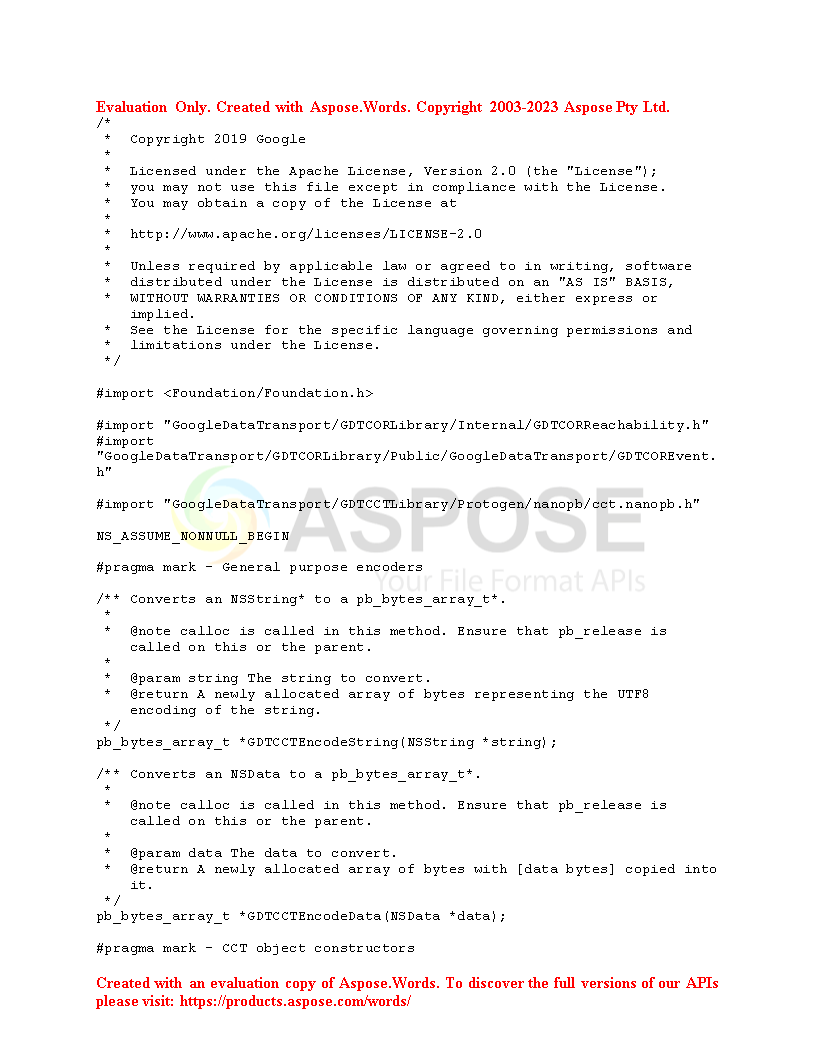 Evaluation Only. Created with Aspose.Words. Copyright 2003-2023 Aspose Pty Ltd.
/*
 * Copyright 2019 Google
 *
 * Licensed under the Apache License, Version 2.0 (the "License");
 * you may not use this file except in compliance with the License.
 * You may obtain a copy of the License at
 *
 * http://www.apache.org/licenses/LICENSE-2.0
 *
 * Unless required by applicable law or agreed to in writing, software
 * distributed under the License is distributed on an "AS IS" BASIS,
 * WITHOUT WARRANTIES OR CONDITIONS OF ANY KIND, either express or
   implied.
 * See the License for the specific language governing permissions and
 * limitations under the License.
 */
#import <Foundation/Foundation.h>
#import "GoogleDataTransport/GDTCORLibrary/Internal/GDTCORReachability.h"
#import
"GoogleDataTransport/GDTCORLibrary/Public/GoogleDataTransport/GDTCOREvent.
h"
#import "GoogleDataTransport/GDTCCTLibrary/Protogen/nanopb/cct.nanopb.h"
ASPOSE
NS_ASSUME_NONNULL_BEGIN
#pragma mark - General purpose encoders
Your File Format APIs
/** Converts an NSString* to a pb_bytes_array_t*.
 *
 * @note calloc is called in this method. Ensure that pb_release is
   called on this or the parent.
 *
 * @param string The string to convert.
 * @return A newly allocated array of bytes representing the UTF8
   encoding of the string.
 */
pb_bytes_array_t *GDTCCTEncodeString(NSString *string);
/** Converts an NSData to a pb_bytes_array_t*.
 *
 * @note calloc is called in this method. Ensure that pb_release is
   called on this or the parent.
 *
 * @param data The data to convert.
 * @return A newly allocated array of bytes with [data bytes] copied into
   it.
 */
pb_bytes_array_t *GDTCCTEncodeData(NSData *data);
#pragma mark - CCT object constructors
Created with an evaluation copy of Aspose.Words. To discover the full versions of our APIs
please visit: https://products.aspose.com/words/